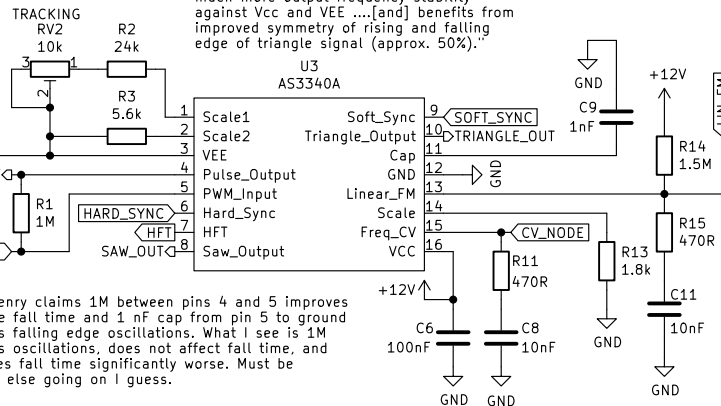 much more output frequency stability
against Vcc and VEE ....[and] benefits from
improved symmetry of rising and falling
edge of triangle signal (approx. 50%)."
TRACKING
RV2
10k
3
1
2
R2
24k
R3
5.6k
U3
AS3340A
1 Scale1
2 Scale2
3 VEE
4 Pulse_Output
5 PWM_Input
6 Hard_Sync
7 HFT
8 Saw_Output
Soft_Sync 9
Triangle_Output 10
Cap 11
GND 12
Linear_FM 13
Scale 14
Freq_CV 15
VCC 16
R1
1M
HARD_SYNC
HFT
SAW_OUT
SOFT_SYNC
TRIANGLE_OUT
GND
GND
C9
1nF
+12V
R14
1.5M
R15
470R
C11
10nF
GND
CV_NODE
R13
1.8k
GND
R11
470R
C8
10nF
GND
+12V
C6
100nF
GND
enry claims 1M between pins 4 and 5 improves
e fall time and 1 nF cap from pin 5 to ground
s falling edge oscillations. What I see is 1M
s oscillations, does not affect fall time, and
es fall time significantly worse. Must be
else going on I guess.